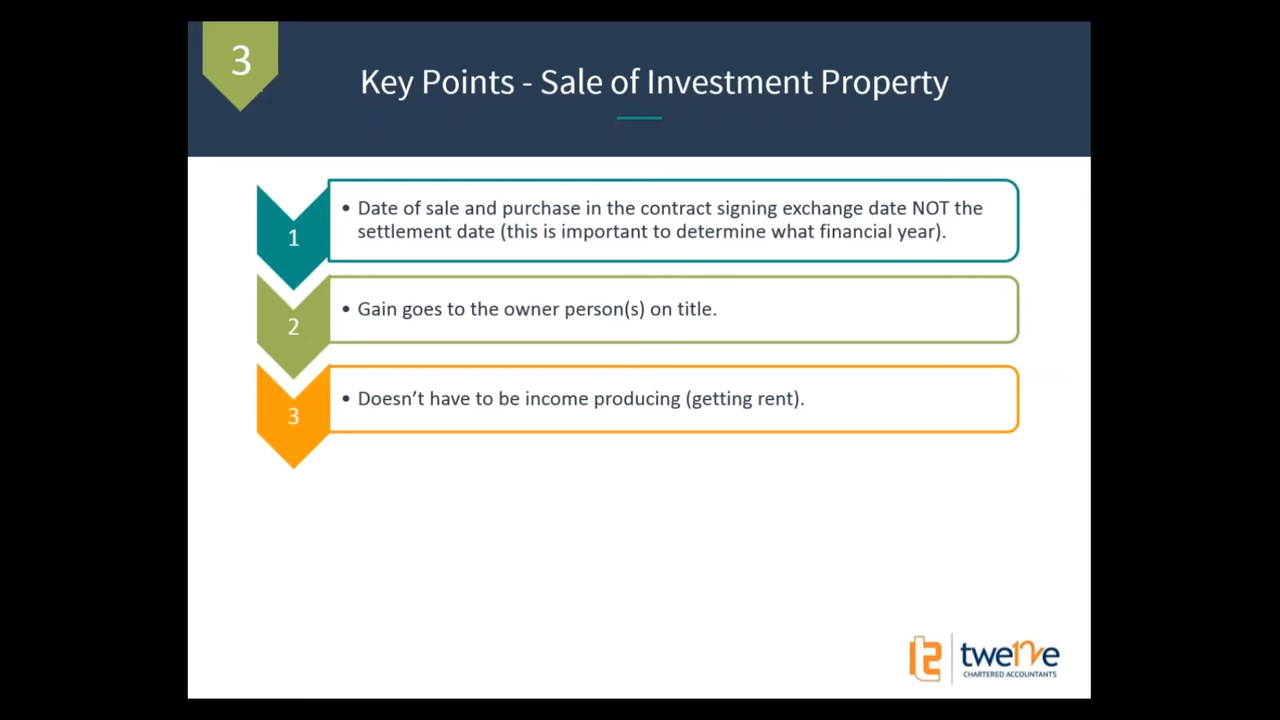 3
Key Points - Sale of Investment Property
1
• Date of sale and purchase in the contract signing exchange date NOT the
settlement date (this is important to determine what financial year).
2
• Gain goes to the owner person(s) on title.
3
• Doesn't have to be income producing (getting rent).
t2
twe12ve
CHARTERED ACCOUNTANTS